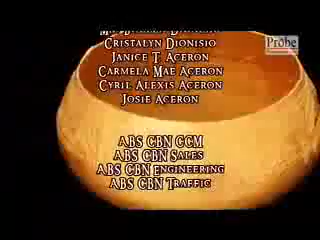 Probe
Cristalyn Dionisio
Janice T. Aceron
Carmela Mae Aceron
Cyril Alexis Aceron
Josie Aceron
ABS CBN CCM
ABS CBN Sales
ABS CBN Engineering
ABS CBN Traffic